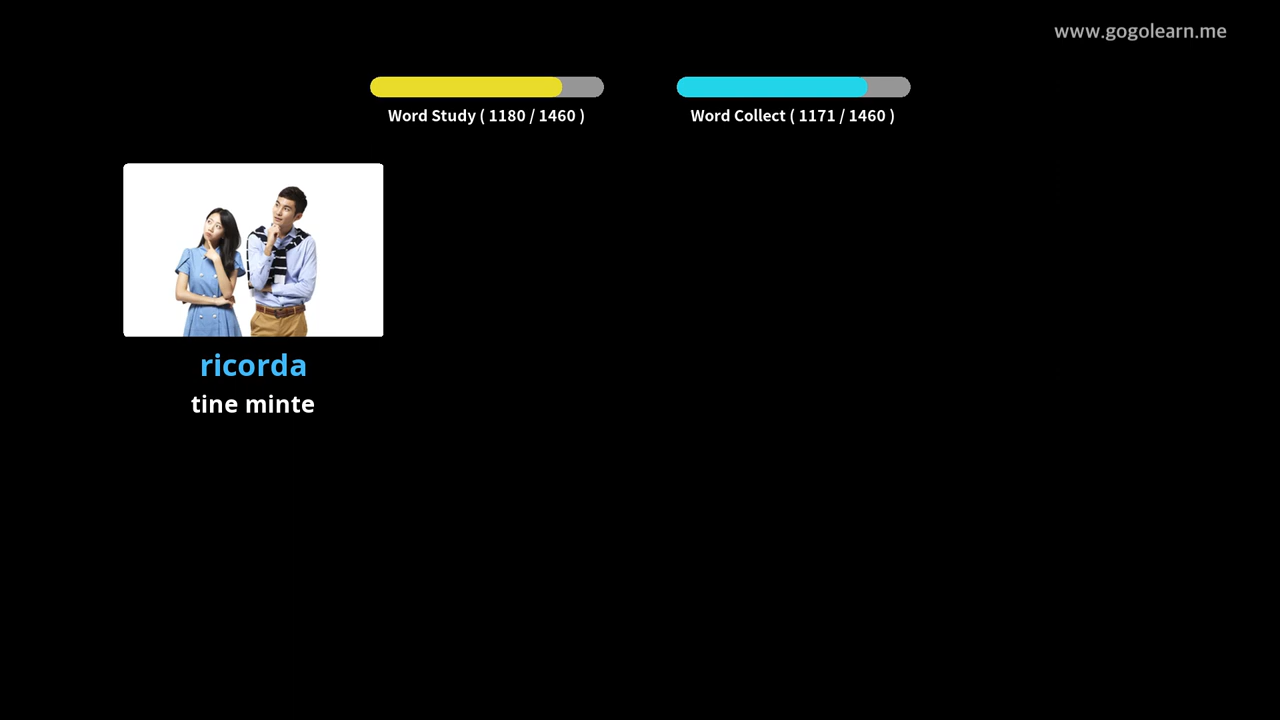 www.gogolearn.me
Word Study ( 1180 / 1460 )
Word Collect ( 1171 / 1460 )
ricorda
tine minte